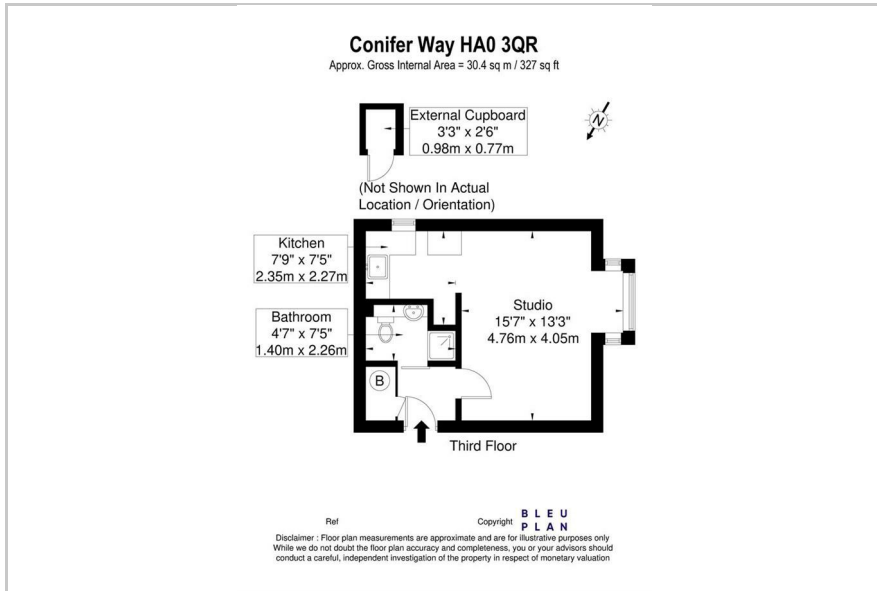 Conifer Way HA0 3QR
Approx. Gross Internal Area = 30.4 sq m / 327 sq ft
External Cupboard
3'3" x 2'6"
0.98m x 0.77m
N
(Not Shown In Actual
Location / Orientation)
Kitchen
7'9" x 7'5"
2.35m x 2.27m
Studio
15'7" x 13'3"
4.76m x 4.05m
Bathroom
4'7" x 7'5"
1.40m x 2.26m
B
Third Floor
Ref
Copyright
BLEU
PLAN
Disclaimer : Floor plan measurements are approximate and are for illustrative purposes only
While we do not doubt the floor plan accuracy and completeness, you or your advisors should
conduct a careful, independent investigation of the property in respect of monetary valuation